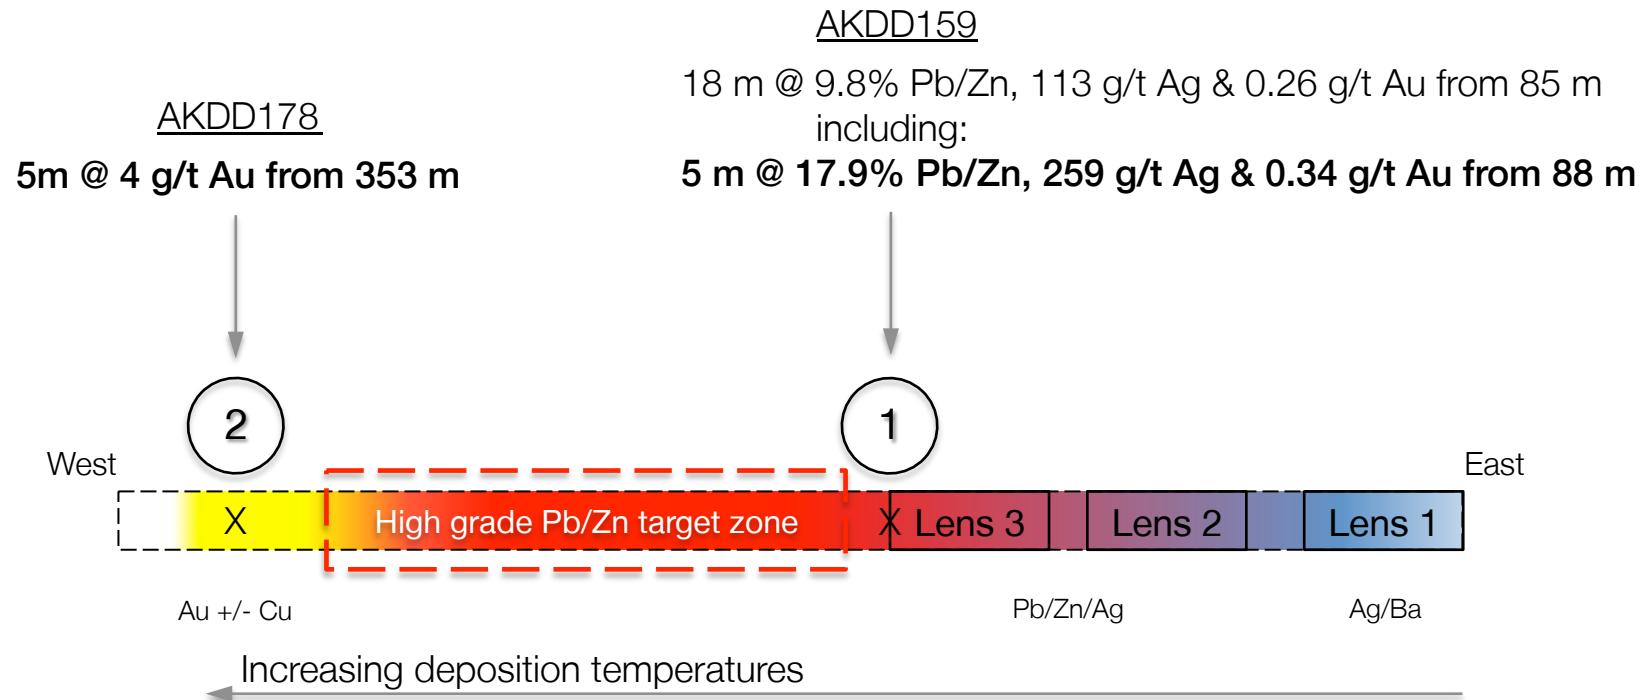 AKDD159
18 m @ 9.8% Pb/Zn, 113 g/t Ag & 0.26 g/t Au from 85 m
including:
5 m @ 17.9% Pb/Zn, 259 g/t Ag & 0.34 g/t Au from 88 m
AKDD178
5m @ 4 g/t Au from 353 m
2
1
West
East
X
High grade Pb/Zn target zone
X
Lens 3
Lens 2
Lens 1
Au +/- Cu
Pb/Zn/Ag
Ag/Ba
Increasing deposition temperatures